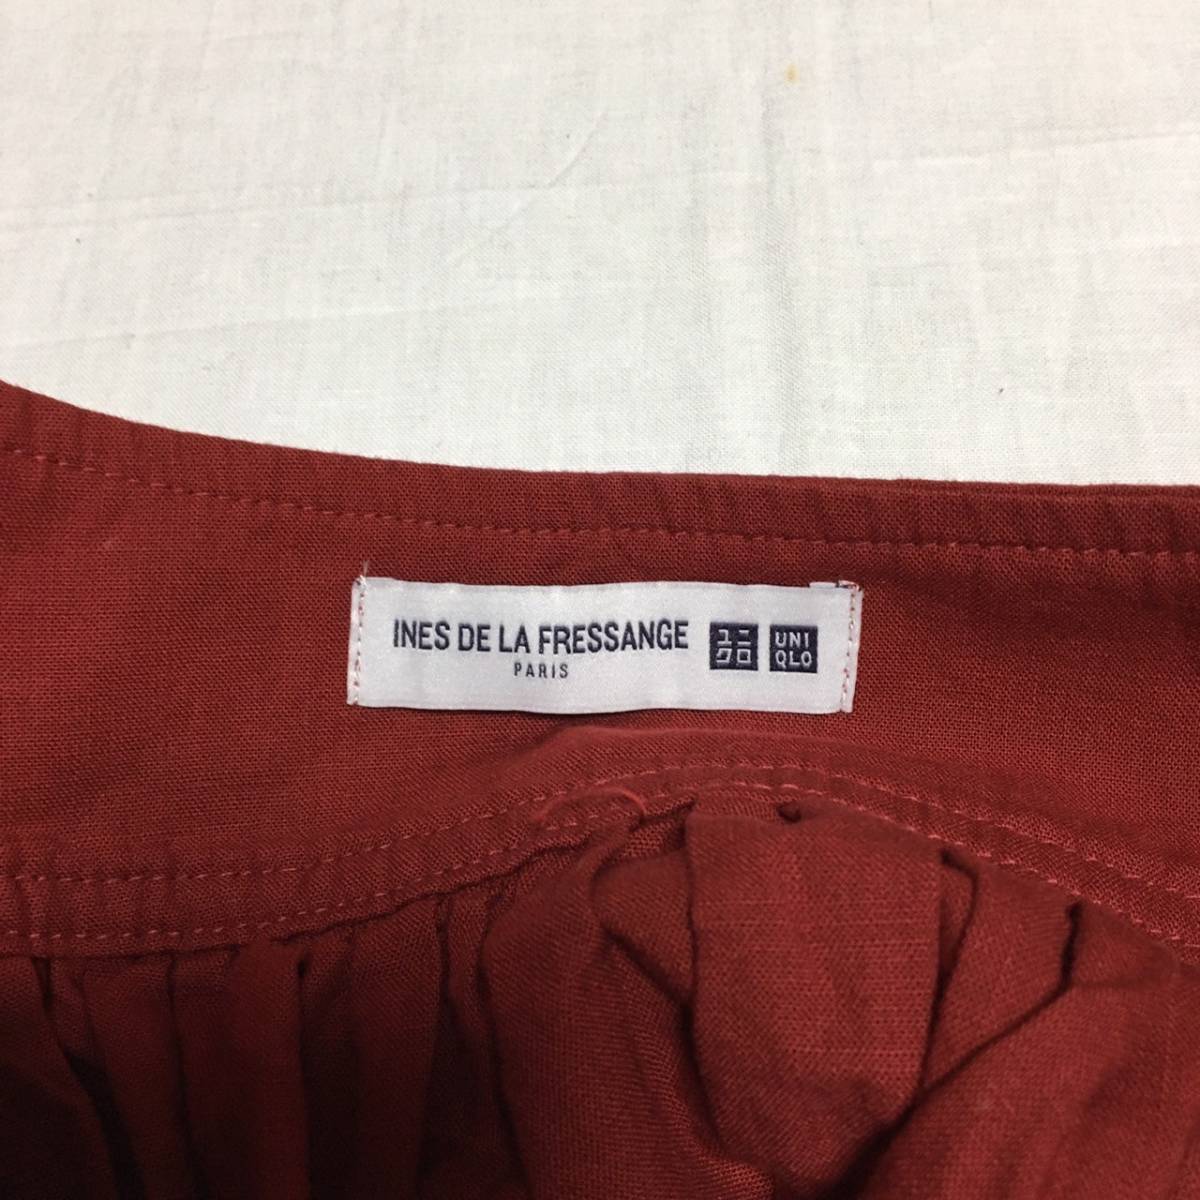 INES DE LA FRESSANGE
PARIS
ユニ
クロ
UNI
QLO